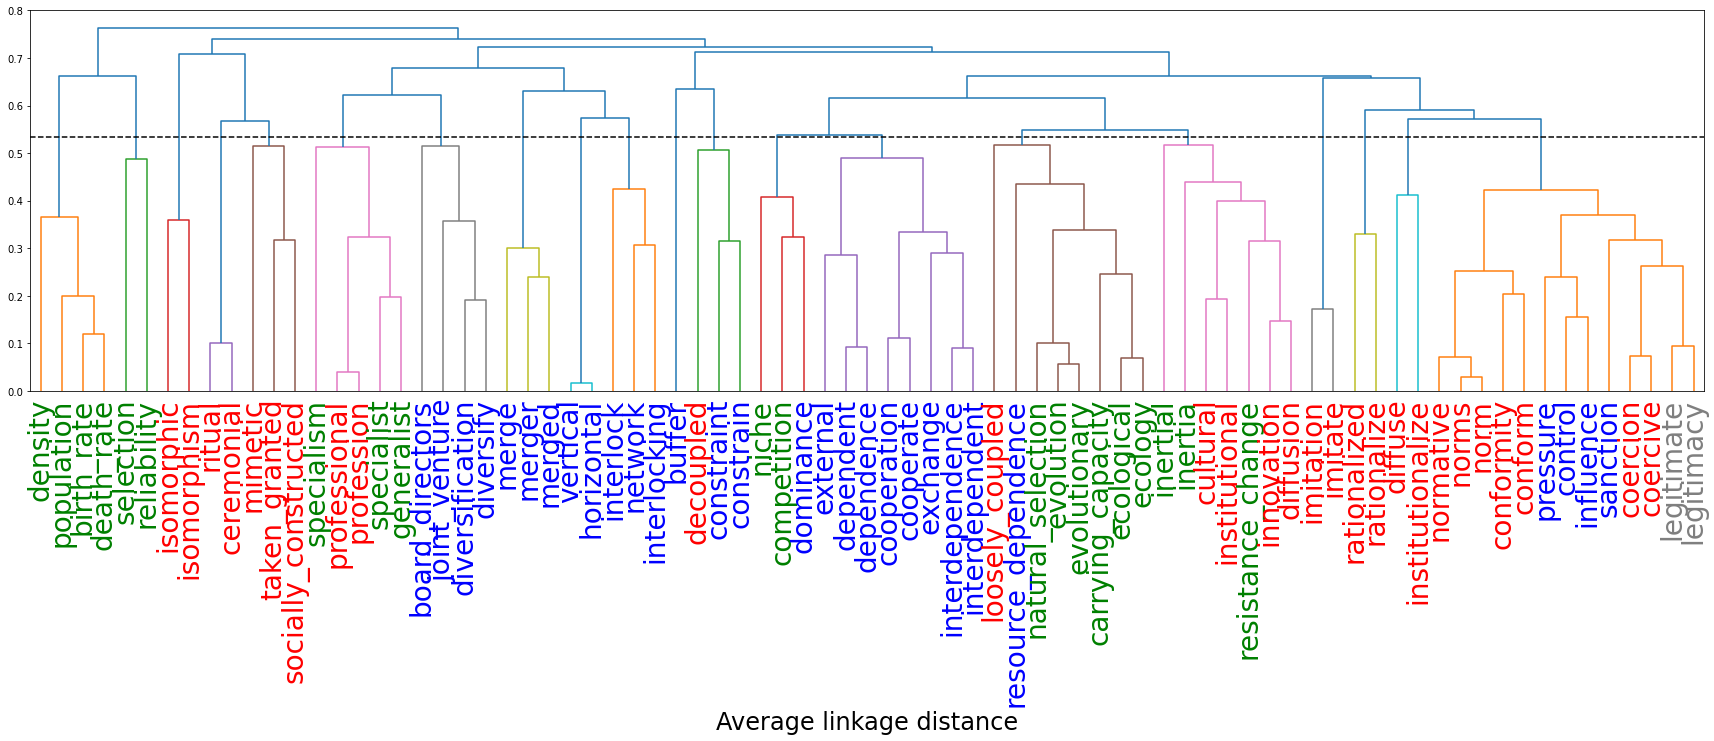 0.8
0.7
0.6
0.5
0.4
0.3
0.2
0.1
0.0
density
population
birth_rate
death_rate
selection
reliability
isomorphic
isomorphism
ritual
ceremonial
mimetic
taken_granted
socially_constructed
specialism
professional
profession
specialist
generalist
board_directors
joint_venture
diversification
diversify
merge
merger
merged
vertical
horizontal
interlock
network
interlocking
buffer
decoupled
constraint
constrain
niche
competition
dominance
external
dependent
dependence
cooperation
cooperate
exchange
interdependence
interdependent
loosely_coupled
resource_dependence
natural_selection
evolution
evolutionary
carrying_capacity
ecological
ecology
inertial
inertia
cultural
institutional
resistance_change
innovation
diffusion
imitation
imitate
rationalized
rationalize
diffuse
institutionalize
normative
norms
norm
conformity
conform
pressure
control
influence
sanction
coercion
coercive
legitimate
legitimacy
Average linkage distance